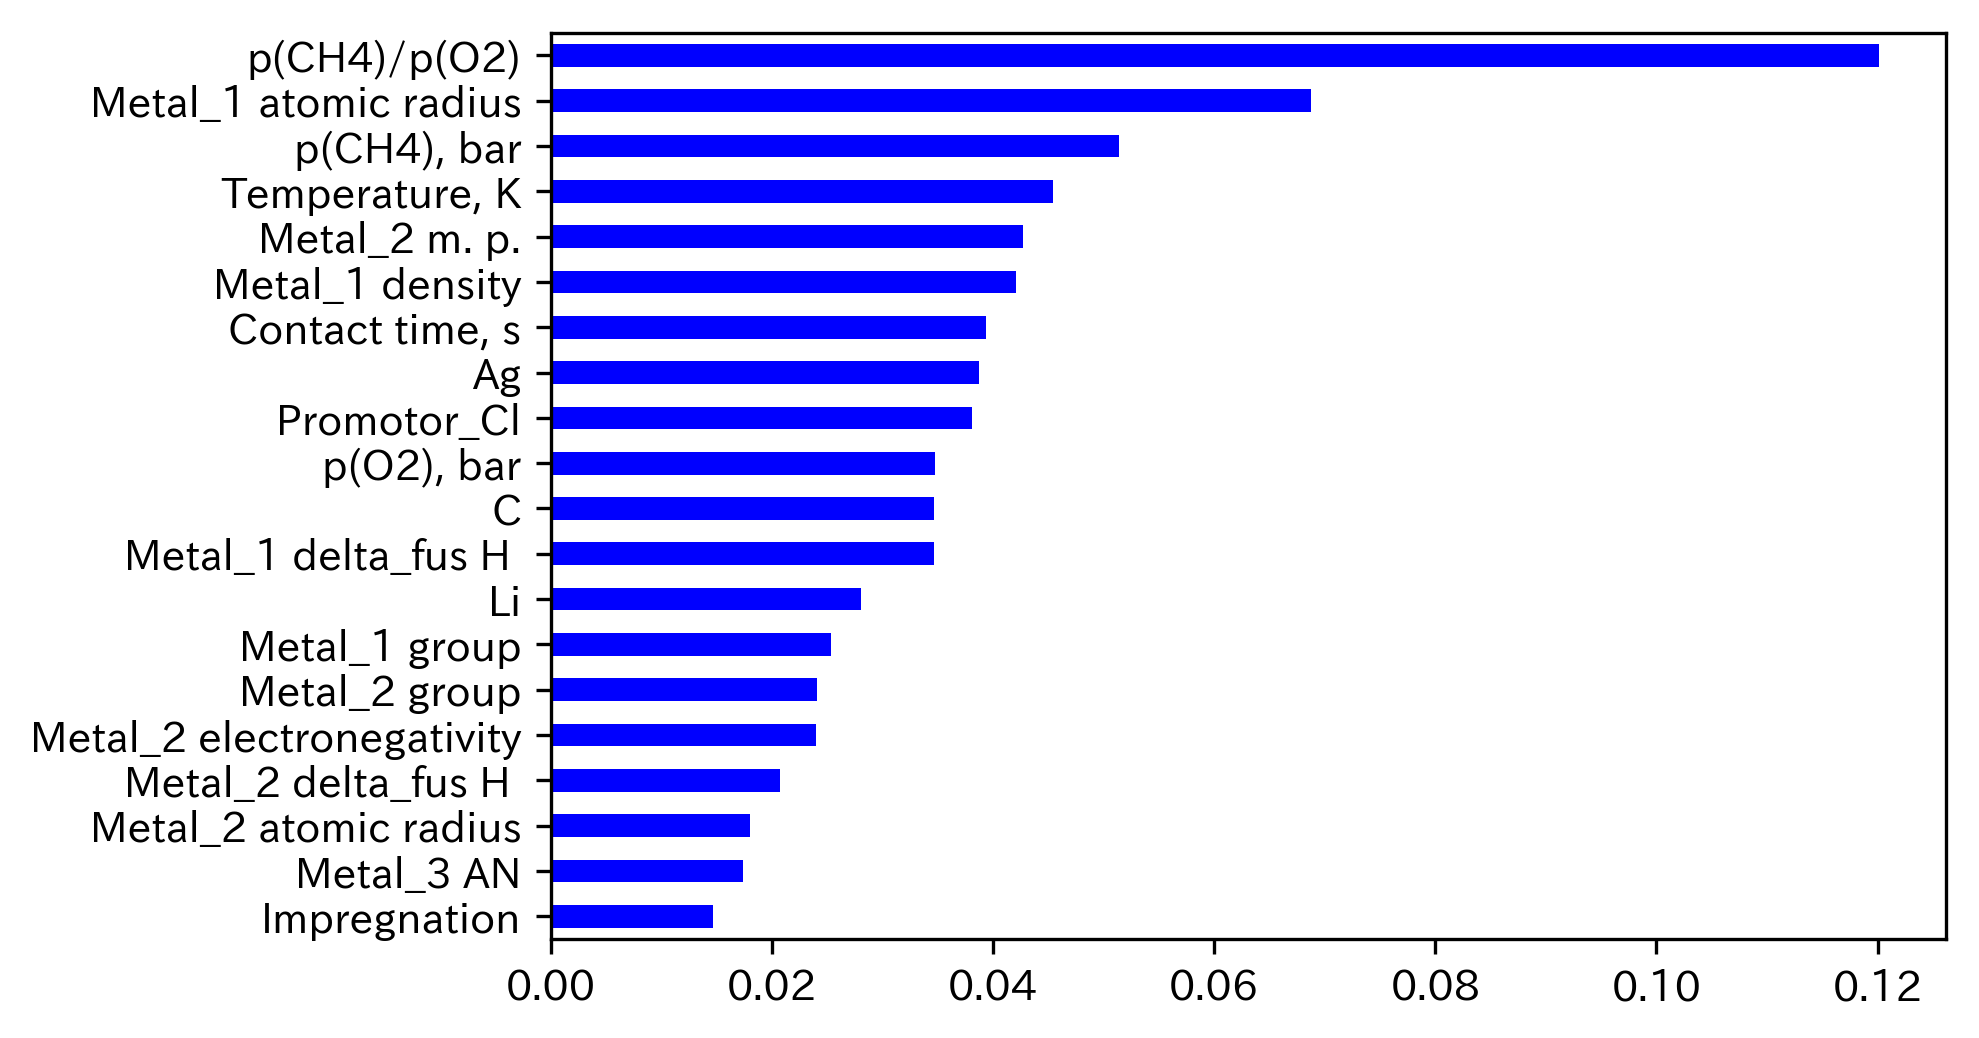 p(CH4)/p(O2)
Metal_1 atomic radius
p(CH4), bar
Temperature, K
Metal_2 m. p.
Metal_1 density
Contact time, s
Ag
Promotor_Cl
p(O2), bar
C
Metal_1 delta_fus H
Li
Metal_1 group
Metal_2 group
Metal_2 electronegativity
Metal_2 delta_fus H
Metal_2 atomic radius
Metal_3 AN
Impregnation
0.00 0.02 0.04 0.06 0.08 0.10 0.12